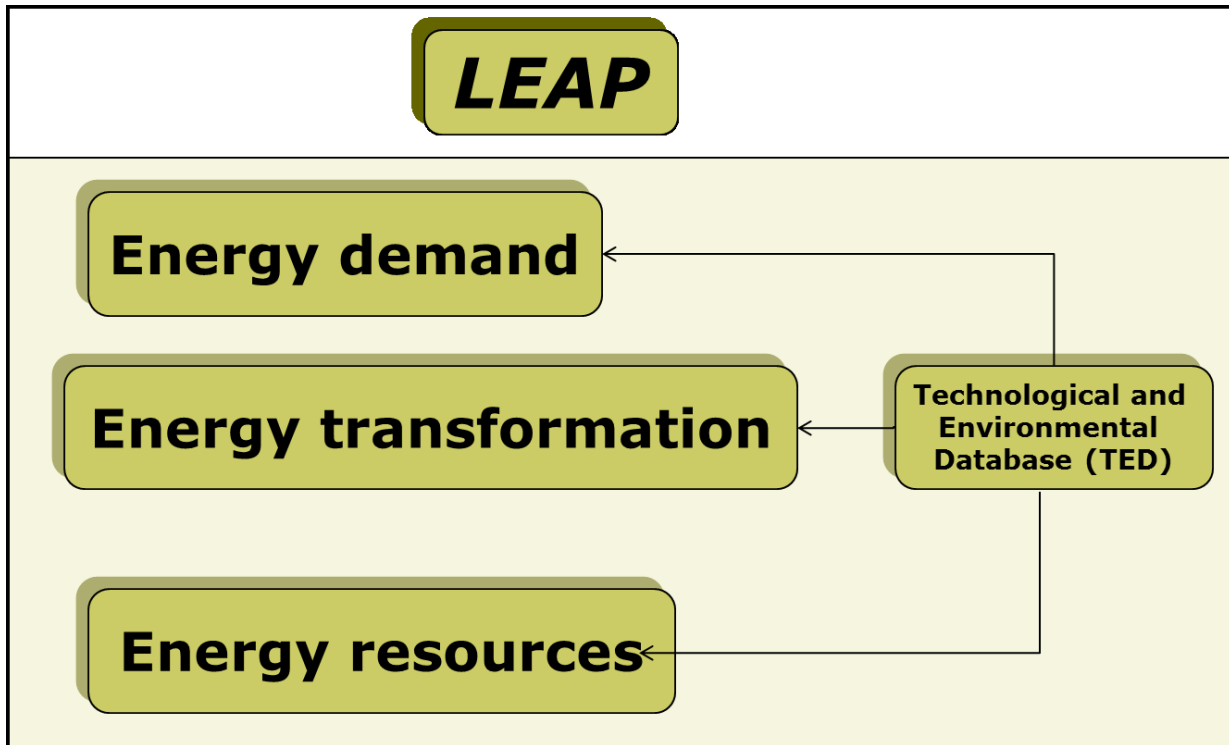 LEAP
Energy demand
Energy transformation
Technological and
Environmental
Database (TED)
Energy resources